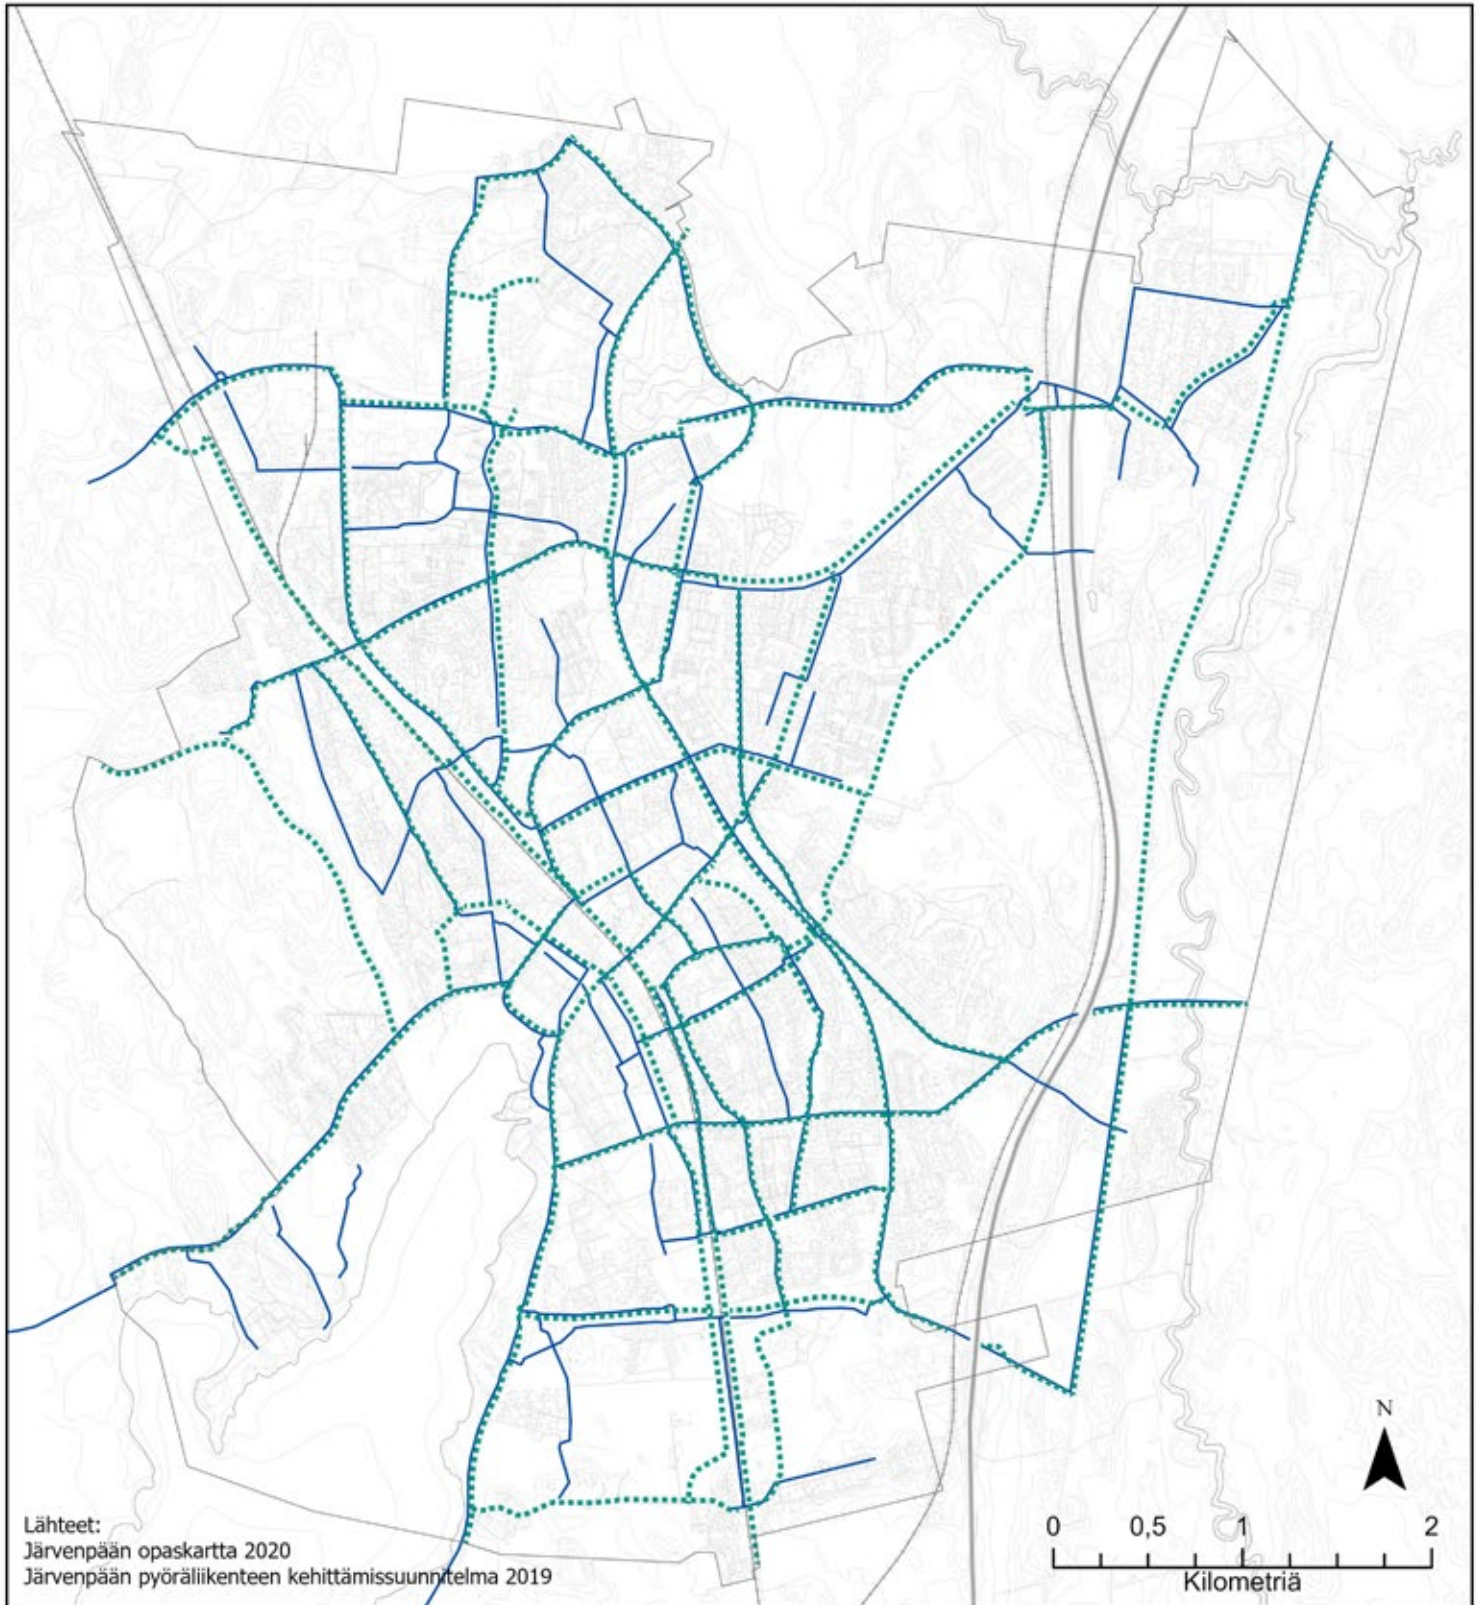 N
Lähteet:
Järvenpään opaskartta 2020
Järvenpään pyöräliikenteen kehittämissuunnitelma 2019
0 0,5 1 2
Kilometriä